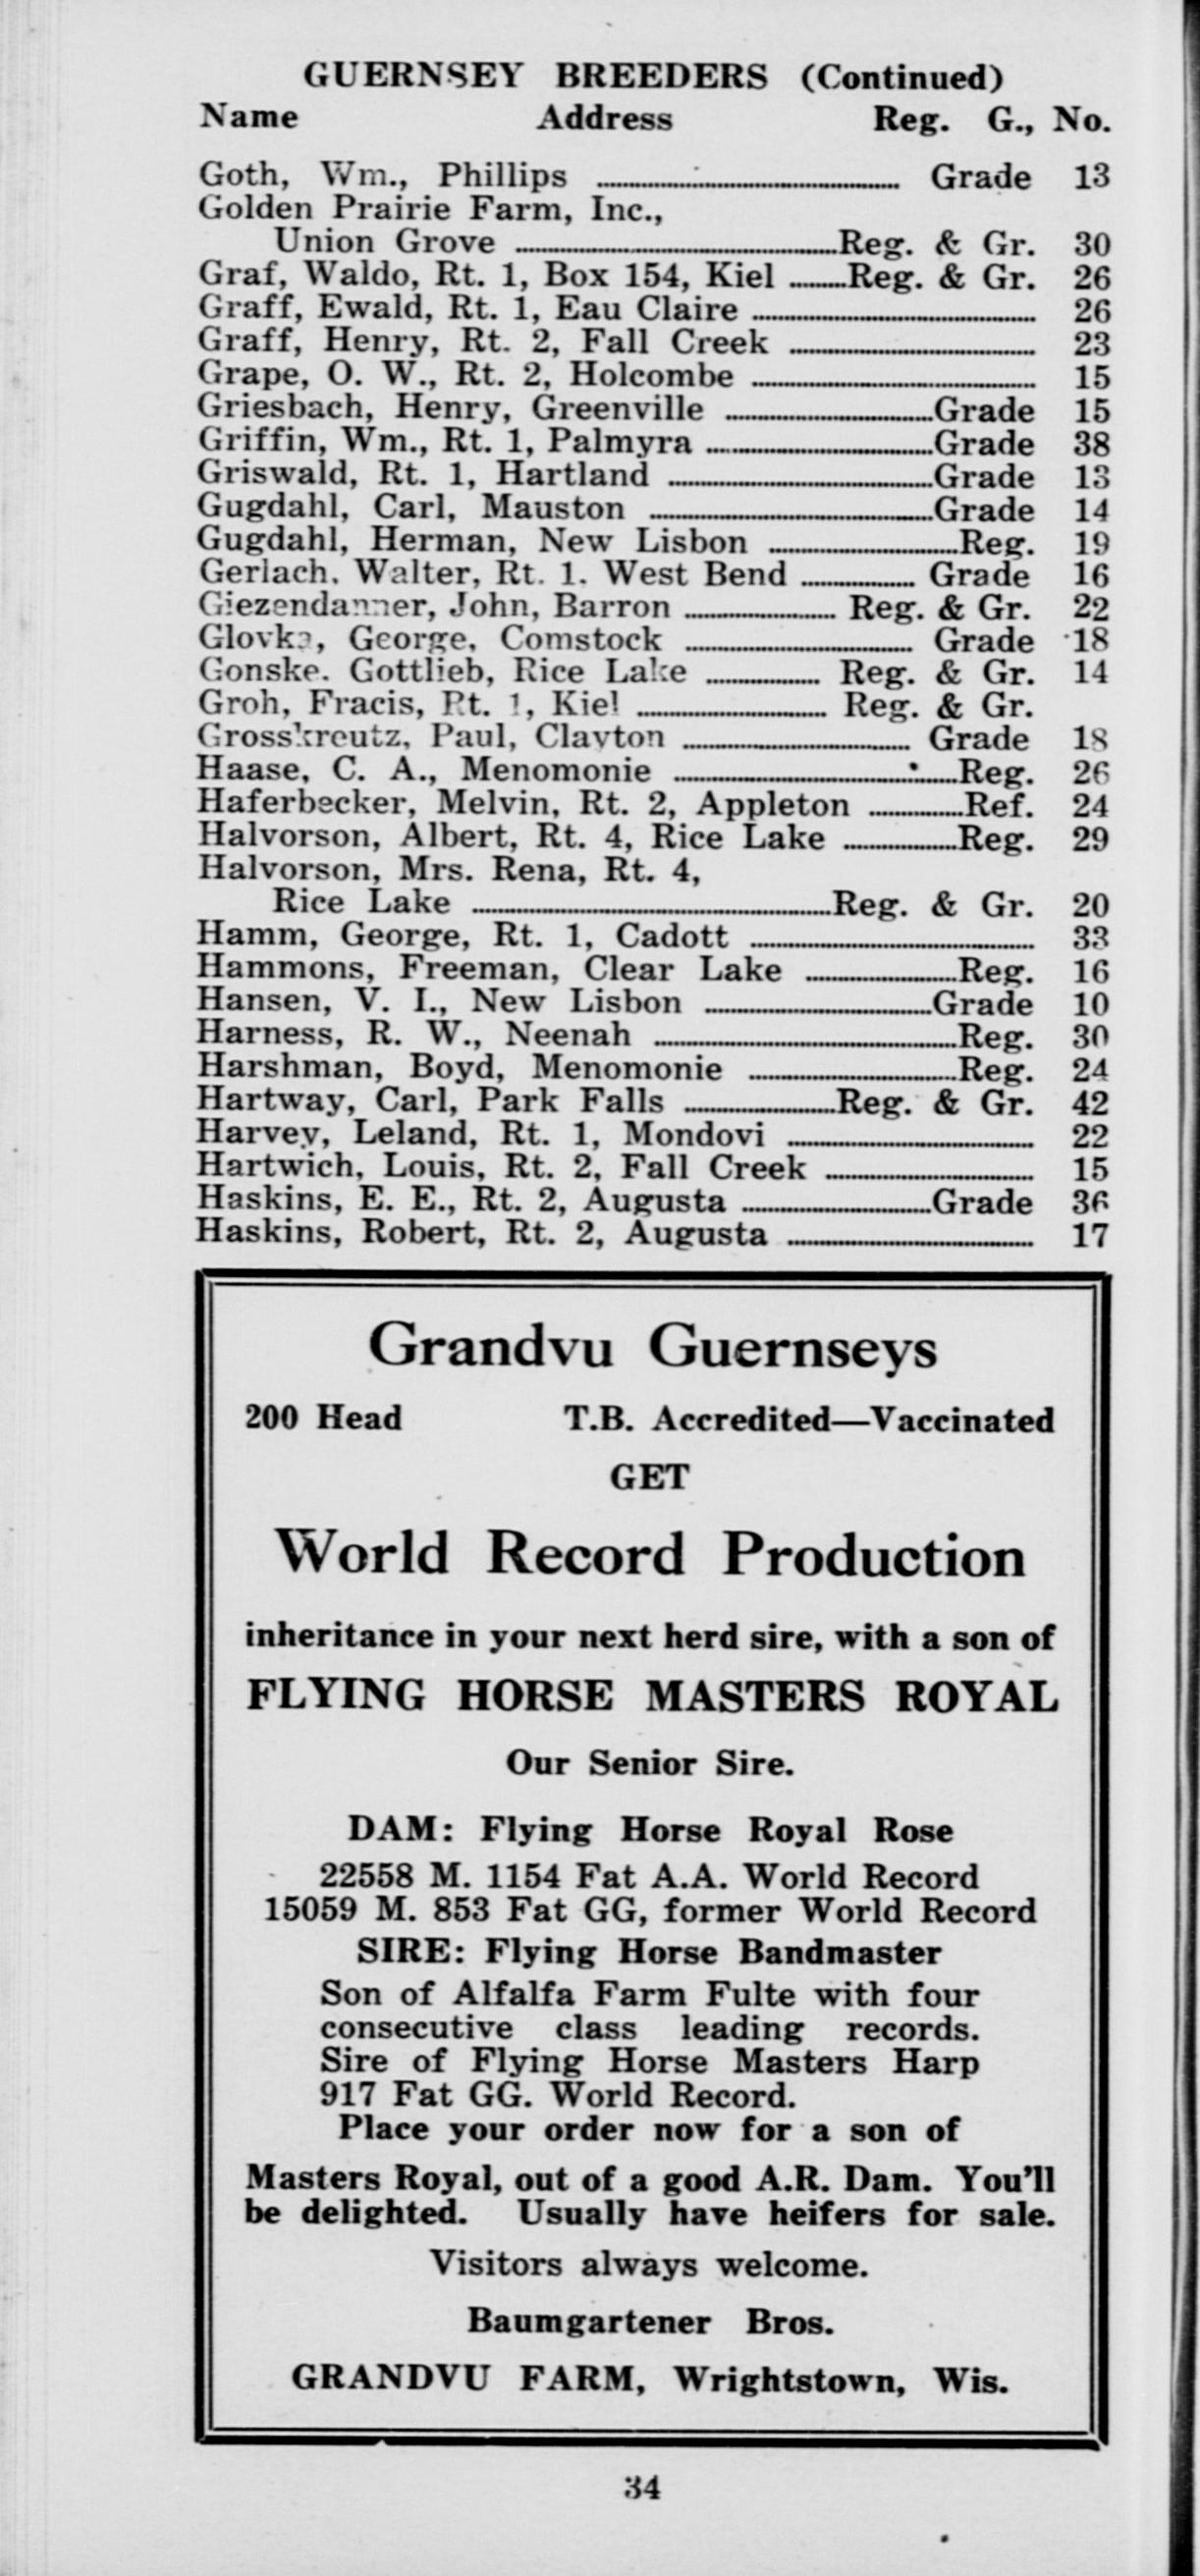 GUERNSEY BREEDERS (Continued)
Name Address Reg. G., No.
Goth, Wm., Phillips Grade 13
Golden Prairie Farm, Inc.,
Union Grove Reg. & Gr. 30
Graf, Waldo, Rt. 1, Box 154, Kiel Reg. & Gr. 26
Graff, Ewald, Rt. 1, Eau Claire 26
Graff, Henry, Rt. 2, Fall Creek 23
Grape, O. W., Rt. 2, Holcombe 15
Griesbach, Henry, Greenville Grade 15
Griffin, Wm., Rt. 1, Palmyra Grade 38
Griswald, Rt. 1, Hartland Grade 13
Gugdahl, Carl, Mauston Grade 14
Gugdahl, Herman, New Lisbon Reg. 19
Gerlach. Walter, Rt. 1. West Bend Grade 16
Giezendanner, John, Barron Reg. & Gr. 22
Glovka, George, Comstock Grade 18
Gonske. Gottlieb, Rice Lake Reg. & Gr. 14
Groh, Fracis, Rt. 1, Kiel Reg. & Gr.
Grosskreutz, Paul, Clayton Grade 18
Haase, C. A., Menomonie Reg. 26
Haferbecker, Melvin, Rt. 2, Appleton Ref. 24
Halvorson, Albert, Rt. 4, Rice Lake Reg. 29
Halvorson, Mrs. Rena, Rt. 4,
Rice Lake Reg. & Gr. 20
Hamm, George, Rt. 1, Cadott 33
Hammons, Freeman, Clear Lake Reg. 16
Hansen, V. I., New Lisbon Grade 10
Harness, R. W., Neenah Reg. 30
Harshman, Boyd, Menomonie Reg. 24
Hartway, Carl, Park Falls Reg. & Gr. 42
Harvey, Leland, Rt. 1, Mondovi 22
Hartwich, Louis, Rt. 2, Fall Creek 15
Haskins, E. E., Rt. 2, Augusta Grade 36
Haskins, Robert, Rt. 2, Augusta 17
Grandvu Guernseys
200 Head T.B. Accredited—Vaccinated
GET
World Record Production
inheritance in your next herd sire, with a son of
FLYING HORSE MASTERS ROYAL
Our Senior Sire.
DAM: Flying Horse Royal Rose
22558 M. 1154 Fat A.A. World Record
15059 M. 853 Fat GG, former World Record
SIRE: Flying Horse Bandmaster
Son of Alfalfa Farm Fulte with four
consecutive class leading records.
Sire of Flying Horse Masters Harp
917 Fat GG. World Record.
Place your order now for a son of
Masters Royal, out of a good A.R. Dam. You'll
be delighted. Usually have heifers for sale.
Visitors always welcome.
Baumgartener Bros.
GRANDVU FARM, Wrightstown, Wis.
34